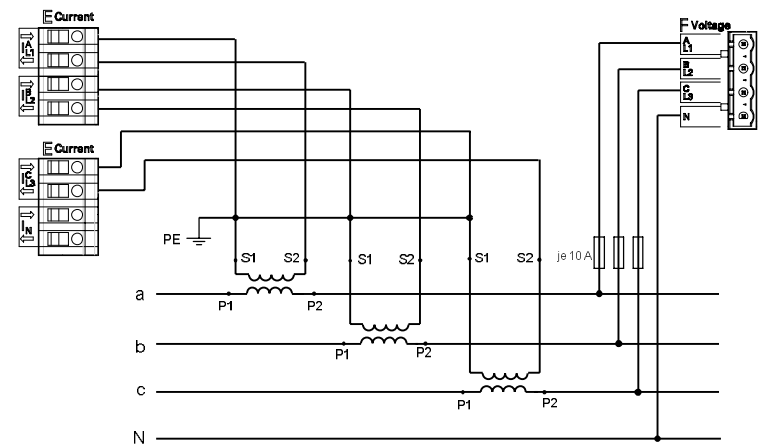 E Current
I A L1
I B L2
E Current
I C L3
I N
F Voltage
A L1
B L2
C L3
N
PE
S1 S2 S1 S2 S1 S2
je 10 A
a
P1 P2
b
P1 P2
c
P1 P2
N